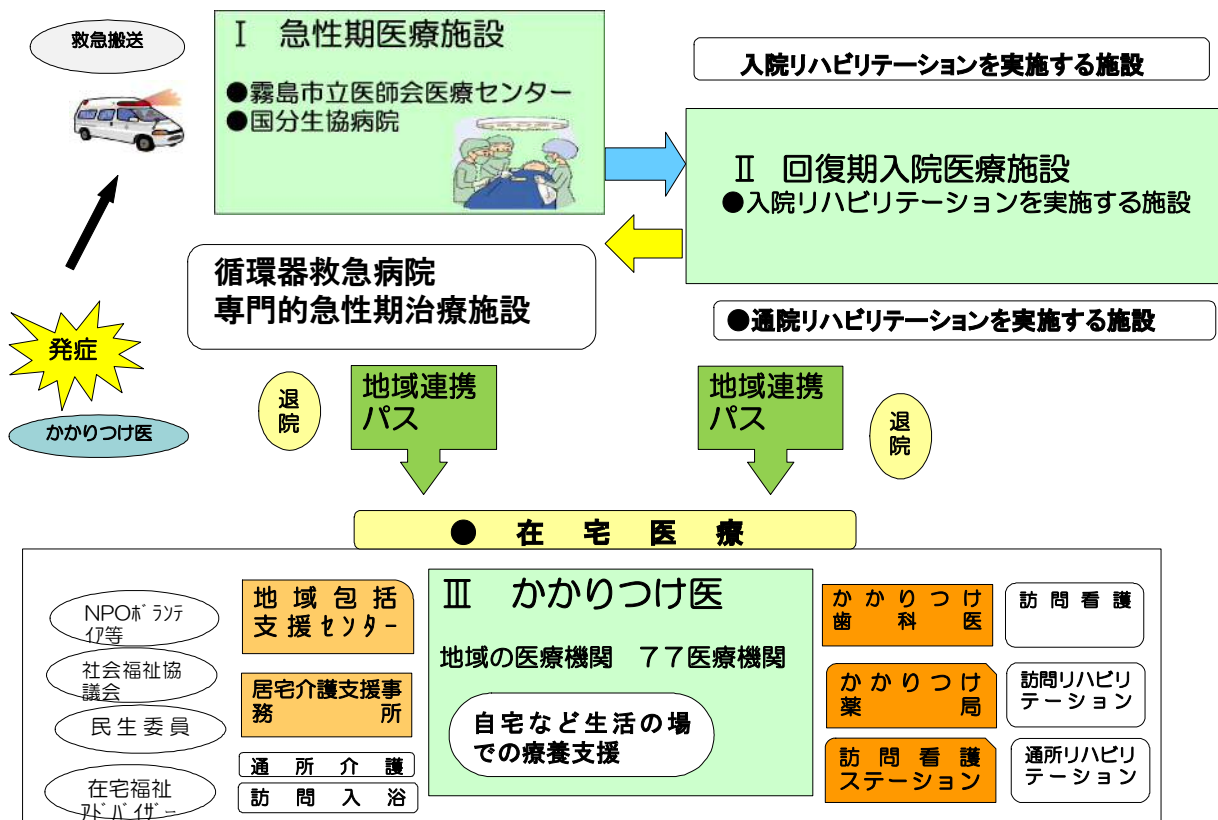 救急搬送
Ⅰ 急性期医療施設
●霧島市立医師会医療センター
●国分生協病院
入院リハビリテーションを実施する施設
Ⅱ 回復期入院医療施設
●入院リハビリテーションを実施する施設
循環器救急病院
専門的急性期治療施設
●通院リハビリテーションを実施する施設
発症
かかりつけ医
退
院
地域連携
パス
地域連携
パス
退
院
● 在 宅 医 療
NPOﾎﾞﾗﾝﾃ
ｨｱ等
社会福祉協
議会
民生委員
在宅福祉
ｱﾄﾞﾊﾞｲｻﾞｰ
地域包括
支援ｾﾝﾀｰ
居宅介護支援事
務所
通所介護
訪問入浴
Ⅲ かかりつけ医
地域の医療機関 ７７医療機関
自宅など生活の場
での療養支援
かかりつけ
歯科医
かかりつけ
薬局
訪問看護
ステーション
訪問看護
訪問リハビリ
テーション
通所リハビリ
テーション